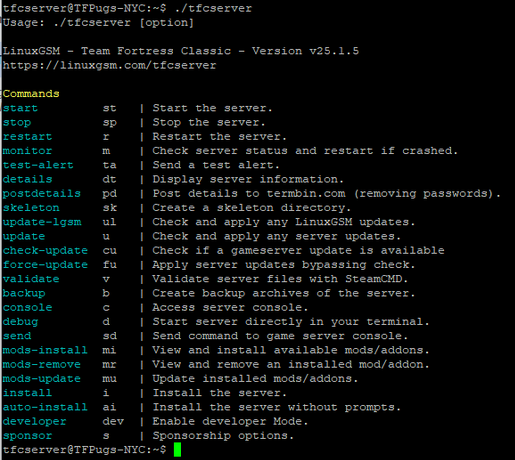 tfcserver@TFPugs-NYC:~$ ./tfcserver
Usage: ./tfcserver [option]
LinuxGSM - Team Fortress Classic - Version v25.1.5
https://linuxgsm.com/tfcserver
Commands
start st | Start the server.
stop sp | Stop the server.
restart r | Restart the server.
monitor m | Check server status and restart if crashed.
test-alert ta | Send a test alert.
details dt | Display server information.
postdetails pd | Post details to termbin.com (removing passwords).
skeleton sk | Create a skeleton directory.
update-lgsm ul | Check and apply any LinuxGSM updates.
update u | Check and apply any server updates.
check-update cu | Check if a gameserver update is available
force-update fu | Apply server updates bypassing check.
validate v | Validate server files with SteamCMD.
backup b | Create backup archives of the server.
console c | Access server console.
debug d | Start server directly in your terminal.
send sd | Send command to game server console.
mods-install mi | View and install available mods/addons.
mods-remove mr | View and remove an installed mod/addon.
mods-update mu | Update installed mods/addons.
install i | Install the server.
auto-install ai | Install the server without prompts.
developer dev | Enable developer Mode.
sponsor s | Sponsorship options.
tfcserver@TFPugs-NYC:~$